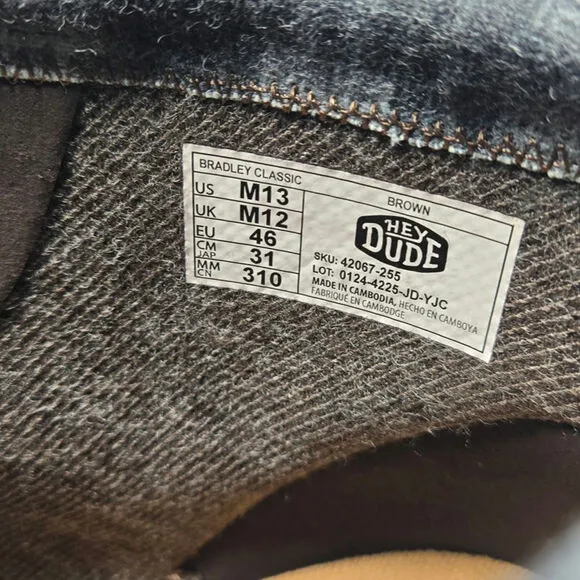 BRADLEY CLASSIC
BROWN
US M13
UK M12
EU 46
CM JAP 31
MM CN 310
HEY
DUDE
SKU: 42067-255
LOT: 0124-4225-JD-YJC
MADE IN CAMBODIA, HECHO EN CAMBOYA
FABRIQUÉ EN CAMBODGE